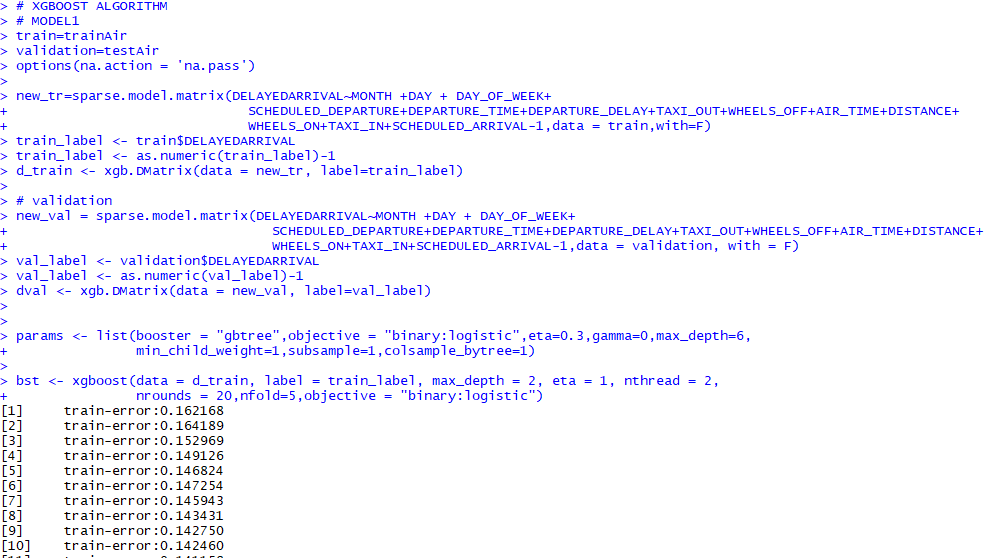 > # XGBOOST ALGORITHM
> # MODEL1
> train=trainAir
> validation=testAir
> options(na.action = 'na.pass')
>
> new_tr=sparse.model.matrix(DELAYEDARRIVAL~MONTH +DAY + DAY_OF_WEEK+
+ SCHEDULED_DEPARTURE+DEPARTURE_TIME+DEPARTURE_DELAY+TAXI_OUT+WHEELS_OFF+AIR_TIME+DISTANCE+
+ WHEELS_ON+TAXI_IN+SCHEDULED_ARRIVAL-1,data = train,with=F)
> train_label <- train$DELAYEDARRIVAL
> train_label <- as.numeric(train_label)-1
> d_train <- xgb.DMatrix(data = new_tr, label=train_label)
>
> # validation
> new_val = sparse.model.matrix(DELAYEDARRIVAL~MONTH +DAY + DAY_OF_WEEK+
+ SCHEDULED_DEPARTURE+DEPARTURE_TIME+DEPARTURE_DELAY+TAXI_OUT+WHEELS_OFF+AIR_TIME+DISTANCE+
+ WHEELS_ON+TAXI_IN+SCHEDULED_ARRIVAL-1,data = validation, with = F)
> val_label <- validation$DELAYEDARRIVAL
> val_label <- as.numeric(val_label)-1
> dval <- xgb.DMatrix(data = new_val, label=val_label)
>
>
> params <- list(booster = "gbtree",objective = "binary:logistic",eta=0.3,gamma=0,max_depth=6,
+ min_child_weight=1,subsample=1,colsample_bytree=1)
>
> bst <- xgboost(data = d_train, label = train_label, max_depth = 2, eta = 1, nthread = 2,
+ nrounds = 20,nfold=5,objective = "binary:logistic")
[1] train-error:0.162168
[2] train-error:0.164189
[3] train-error:0.152969
[4] train-error:0.149126
[5] train-error:0.146824
[6] train-error:0.147254
[7] train-error:0.145943
[8] train-error:0.143431
[9] train-error:0.142750
[10] train-error:0.142460